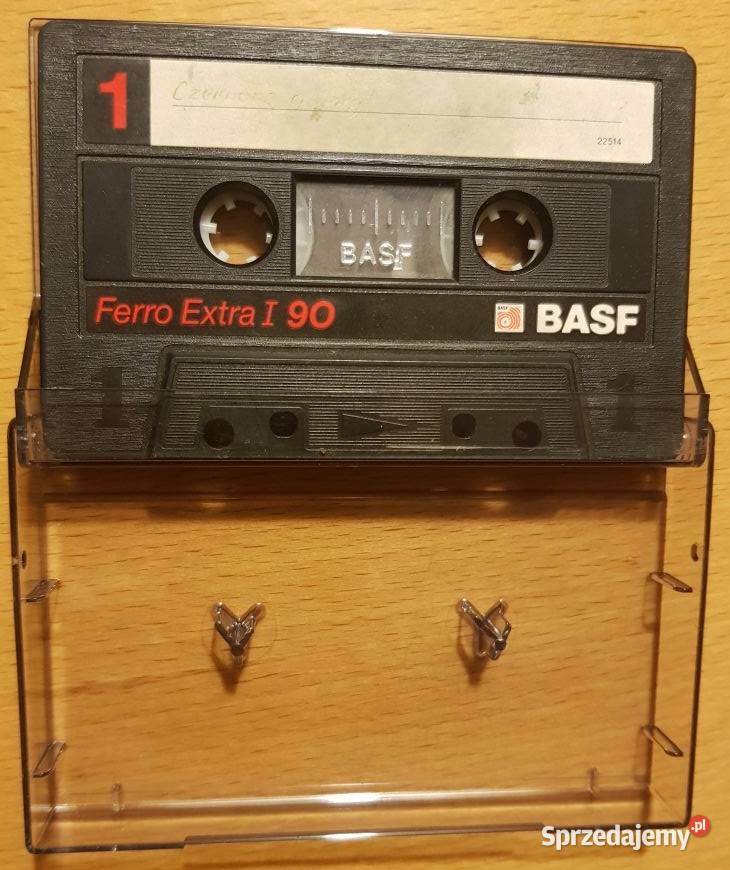 1
22514
BASF
Ferro Extra I 90
BASF
BASF
1 1
Sprzedajemy.pl